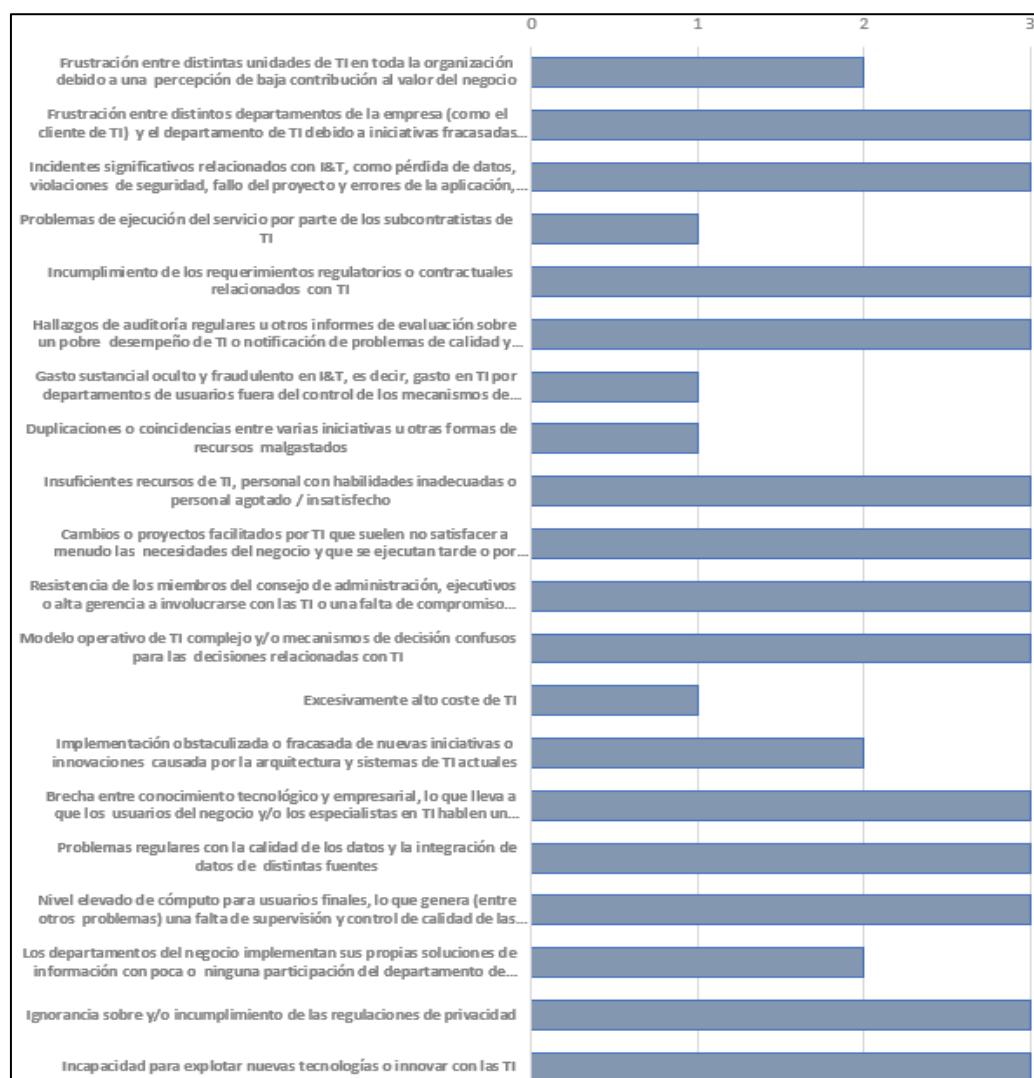 0 1 2 3
Frustración entre distintas unidades de TI en toda la organización
debido a una percepción de baja contribución al valor del negocio
Frustración entre distintos departamentos de la empresa (como el
cliente de TI) y el departamento de TI debido a iniciativas fracasadas...
Incidentes significativos relacionados con I&T, como pérdida de datos,
violaciones de seguridad, fallo del proyecto y errores de la aplicación,...
Problemas de ejecución del servicio por parte de los subcontratistas de
TI
Incumplimiento de los requerimientos regulatorios o contractuales
relacionados con TI
Hallazgos de auditoría regulares u otros informes de evaluación sobre
un pobre desempeño de TI o notificación de problemas de calidad y...
Gasto sustancial oculto y fraudulento en I&T, es decir, gasto en TI por
departamentos de usuarios fuera del control de los mecanismos de...
Duplicaciones o coincidencias entre varias iniciativas u otras formas de
recursos malgastados
Insuficientes recursos de TI, personal con habilidades inadecuadas o
personal agotado / insatisfecho
Cambios o proyectos facilitados por TI que suelen no satisfacer a
menudo las necesidades del negocio y que se ejecutan tarde o por...
Resistencia de los miembros del consejo de administración, ejecutivos
o alta gerencia a involucrarse con las TI o una falta de compromiso...
Modelo operativo de TI complejo y/o mecanismos de decisión confusos
para las decisiones relacionadas con TI
Excesivamente alto coste de TI
Implementación obstaculizada o fracasada de nuevas iniciativas o
innovaciones causada por la arquitectura y sistemas de TI actuales
Brecha entre conocimiento tecnológico y empresarial, lo que lleva a
que los usuarios del negocio y/o los especialistas en TI hablen un...
Problemas regulares con la calidad de los datos y la integración de
datos de distintas fuentes
Nivel elevado de cómputo para usuarios finales, lo que genera (entre
otros problemas) una falta de supervisión y control de calidad de las...
Los departamentos del negocio implementan sus propias soluciones de
información con poca o ninguna participación del departamento de...
Ignorancia sobre y/o incumplimiento de las regulaciones de privacidad
Incapacidad para explotar nuevas tecnologías o innovar con las TI